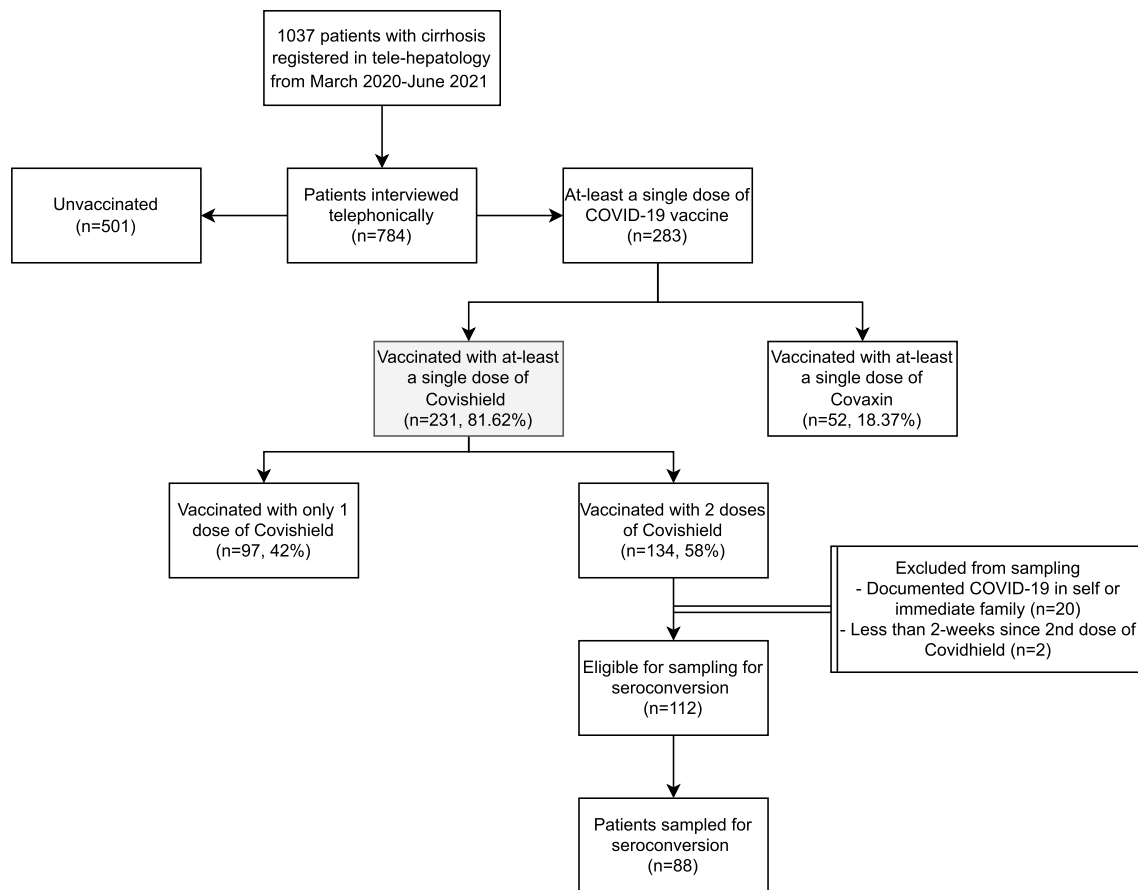 1037 patients with cirrhosis
registered in tele-hepatology
from March 2020-June 2021
Unvaccinated
(n=501)
Patients interviewed
telephonically
(n=784)
At-least a single dose of
COVID-19 vaccine
(n=283)
Vaccinated with at-least
a single dose of
Covishield
(n=231, 81.62%)
Vaccinated with at-least
a single dose of
Covaxin
(n=52, 18.37%)
Vaccinated with only 1
dose of Covishield
(n=97, 42%)
Vaccinated with 2 doses
of Covishield
(n=134, 58%)
Excluded from sampling
- Documented COVID-19 in self or
immediate family (n=20)
- Less than 2-weeks since 2nd dose of
Covidhield (n=2)
Eligible for sampling for
seroconversion
(n=112)
Patients sampled for
seroconversion
(n=88)